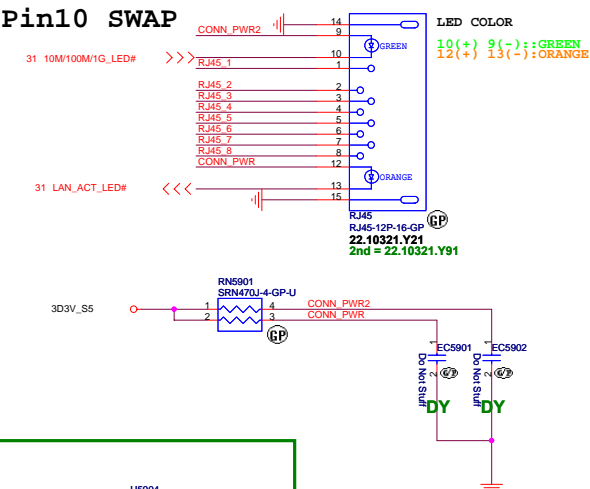 Pin10 SWAP
LED COLOR
10(+) 9(-)::GREEN
12(+) 13(-):ORANGE
CONN_PWR2
14
9
GREEN
31 10M/100M/1G_LED#
10
RJ45_1
1
RJ45_2
2
RJ45_3
3
RJ45_4
4
RJ45_5
5
RJ45_6
6
RJ45_7
7
RJ45_8
8
CONN_PWR
12
ORANGE
31 LAN_ACT_LED#
13
15
RJ45
RJ45-12P-16-GP
GP
22.10321.Y21
2nd = 22.10321.Y91
RN5901
SRN470J-4-GP-U
3D3V_S5
1
4
CONN_PWR2
2
3
CONN_PWR
GP
1
EC5901
1
EC5902
2
2
Do Not Stuff
Do Not Stuff
DY
DY